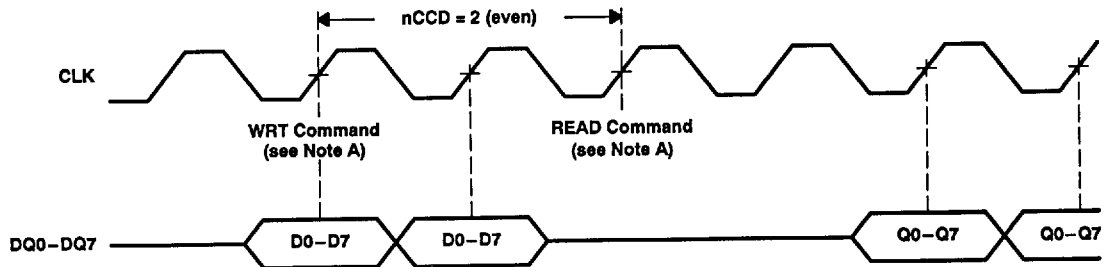 nCCD = 2 (even)
CLK
WRT Command
(see Note A)
READ Command
(see Note A)
DQ0–DQ7
D0–D7
D0–D7
Q0–Q7
Q0–Q7